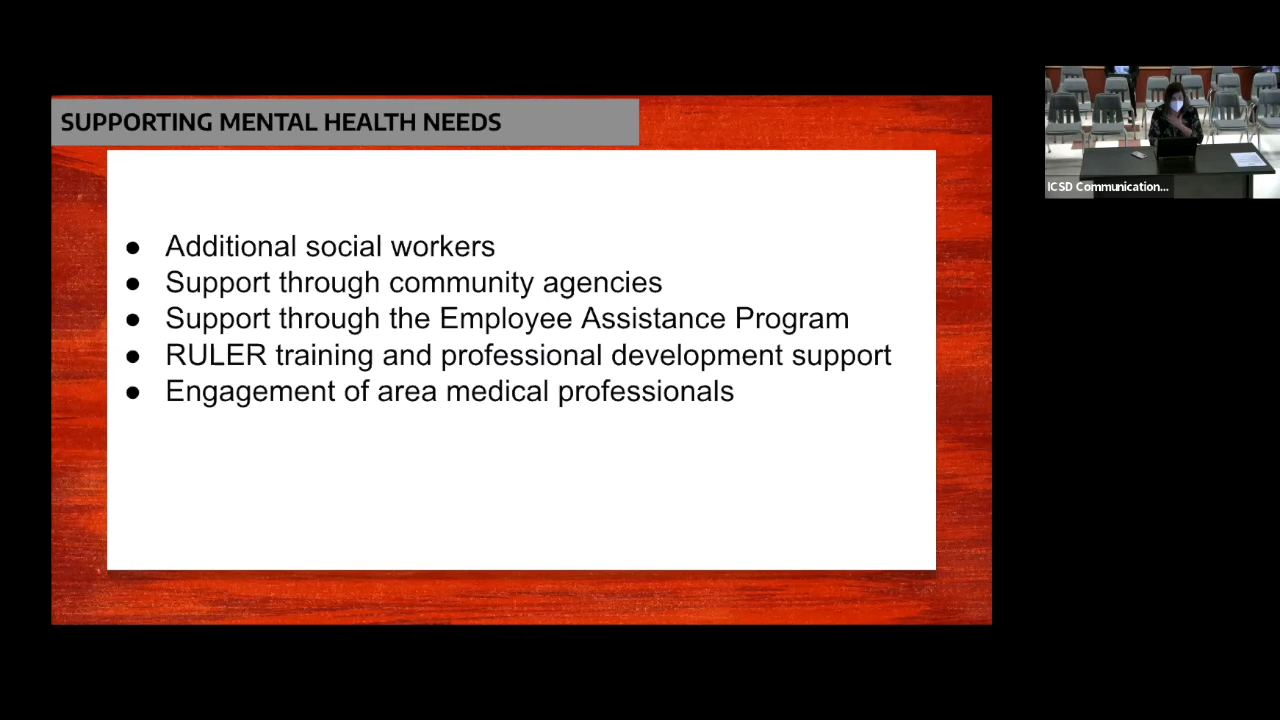 SUPPORTING MENTAL HEALTH NEEDS
● Additional social workers
● Support through community agencies
● Support through the Employee Assistance Program
● RULER training and professional development support
● Engagement of area medical professionals
ICSD Communication...